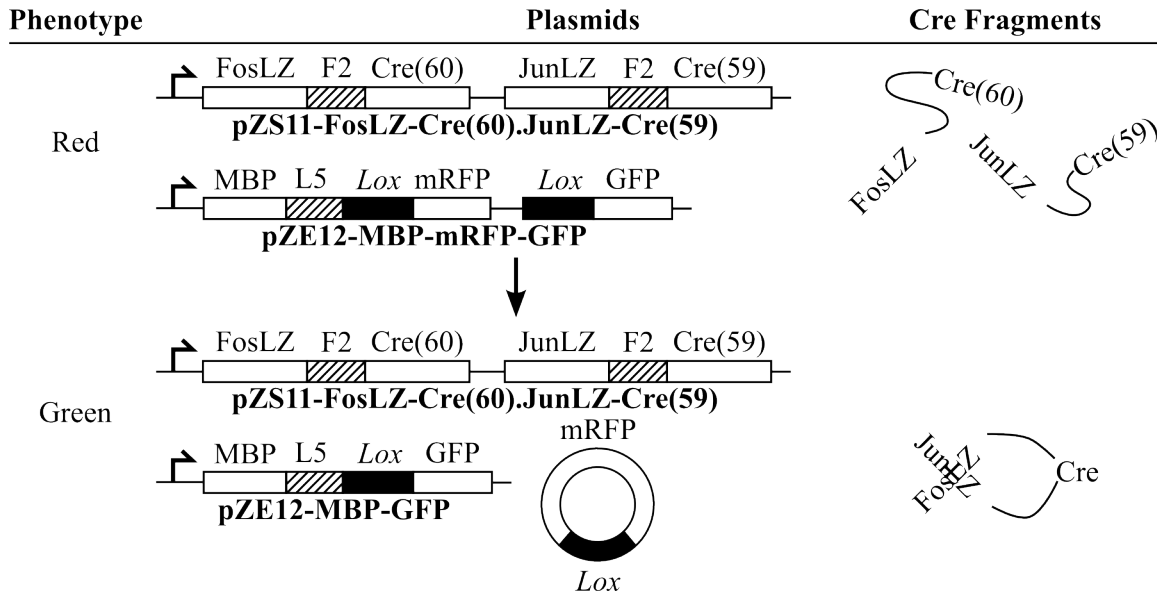 Phenotype Plasmids Cre Fragments
FosLZ F2 Cre(60) JunLZ F2 Cre(59)
pZS11-FosLZ-Cre(60).JunLZ-Cre(59)
Red
MBP L5 Lox mRFP Lox GFP
pZE12-MBP-mRFP-GFP
Cre(60)
FosLZ
JunLZ
Cre(59)
FosLZ F2 Cre(60) JunLZ F2 Cre(59)
pZS11-FosLZ-Cre(60).JunLZ-Cre(59)
Green
MBP L5 Lox GFP
pZE12-MBP-GFP
mRFP
Lox
JunLZ
FosLZ
Cre